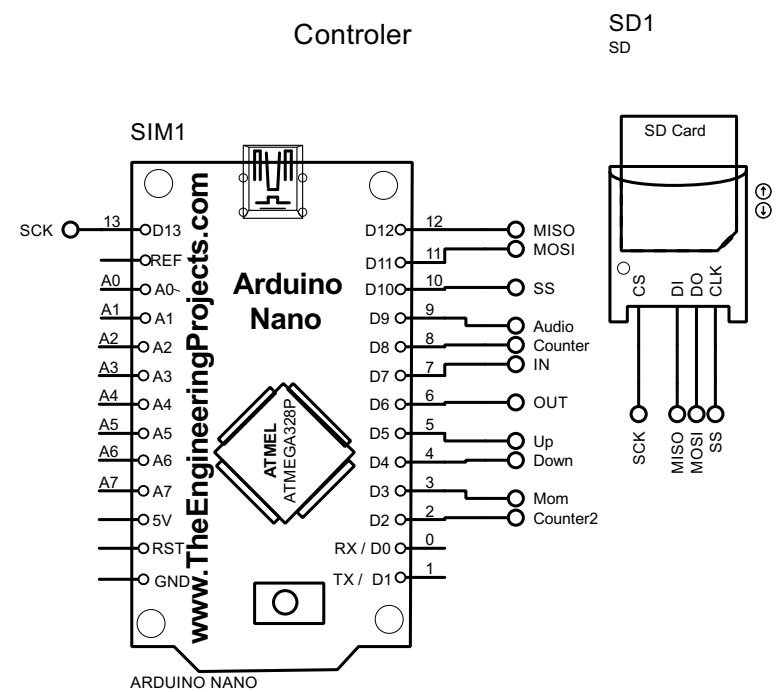 Controler
SD1
SD
SIM1
SD Card
CS
DI
DO
CLK
SCK
MISO
MOSI
SS
SCK
13
D13
REF
A0
A0
A1
A1
A2
A2
A3
A3
A4
A4
A5
A5
A6
A6
A7
A7
5V
RST
GND
www.TheEngineeringProjects.com
Arduino
Nano
ATMEL
ATMEGA328P
D12
12
MISO
D11
11
MOSI
D10
10
SS
D9
9
Audio
D8
8
Counter
D7
7
IN
D6
6
OUT
D5
5
Up
D4
4
Down
D3
3
Mom
D2
2
Counter2
RX / D0
0
TX / D1
1
ARDUINO NANO